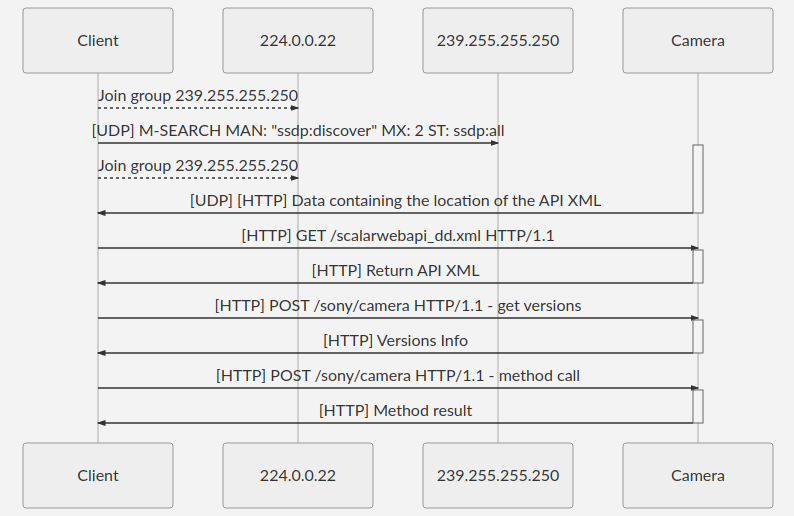 Client
224.0.0.22
239.255.255.250
Camera
Join group 239.255.255.250
[UDP] M-SEARCH MAN: "ssdp:discover" MX: 2 ST: ssdp:all
Join group 239.255.255.250
[UDP] [HTTP] Data containing the location of the API XML
[HTTP] GET /scalarwebapi_dd.xml HTTP/1.1
[HTTP] Return API XML
[HTTP] POST /sony/camera HTTP/1.1 - get versions
[HTTP] Versions Info
[HTTP] POST /sony/camera HTTP/1.1 - method call
[HTTP] Method result
Client
224.0.0.22
239.255.255.250
Camera